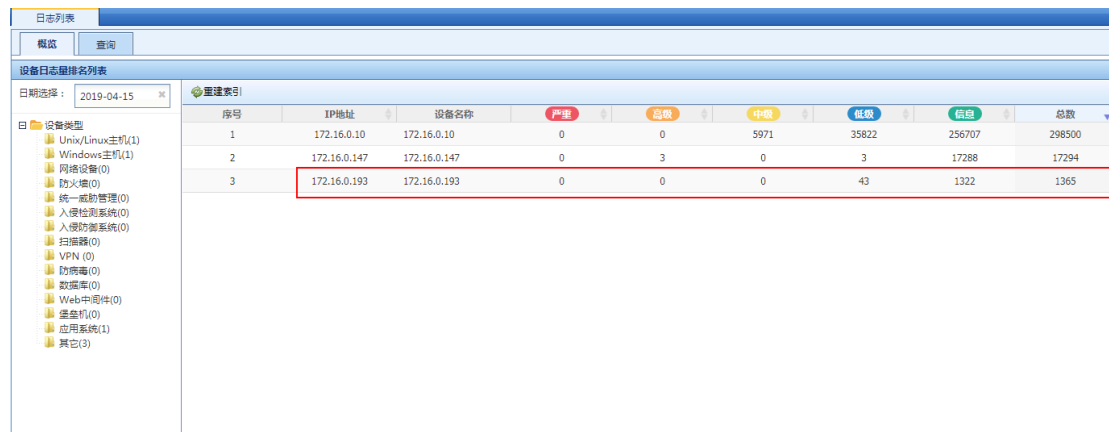 日志列表
概览 查询
设备日志量排名列表
日期选择： 2019-04-15
重建索引
序号 IP地址 设备名称 严重 高级 中级 低级 信息 总数
1 172.16.0.10 172.16.0.10 0 0 5971 35822 256707 298500
2 172.16.0.147 172.16.0.147 0 3 0 3 17288 17294
3 172.16.0.193 172.16.0.193 0 0 0 43 1322 1365
设备类型
Unix/Linux主机(1)
Windows主机(1)
网络设备(0)
防火墙(0)
统一威胁管理(0)
入侵检测系统(0)
入侵防御系统(0)
扫描器(0)
VPN (0)
防病毒(0)
数据库(0)
Web中间件(0)
堡垒机(0)
应用系统(1)
其它(3)